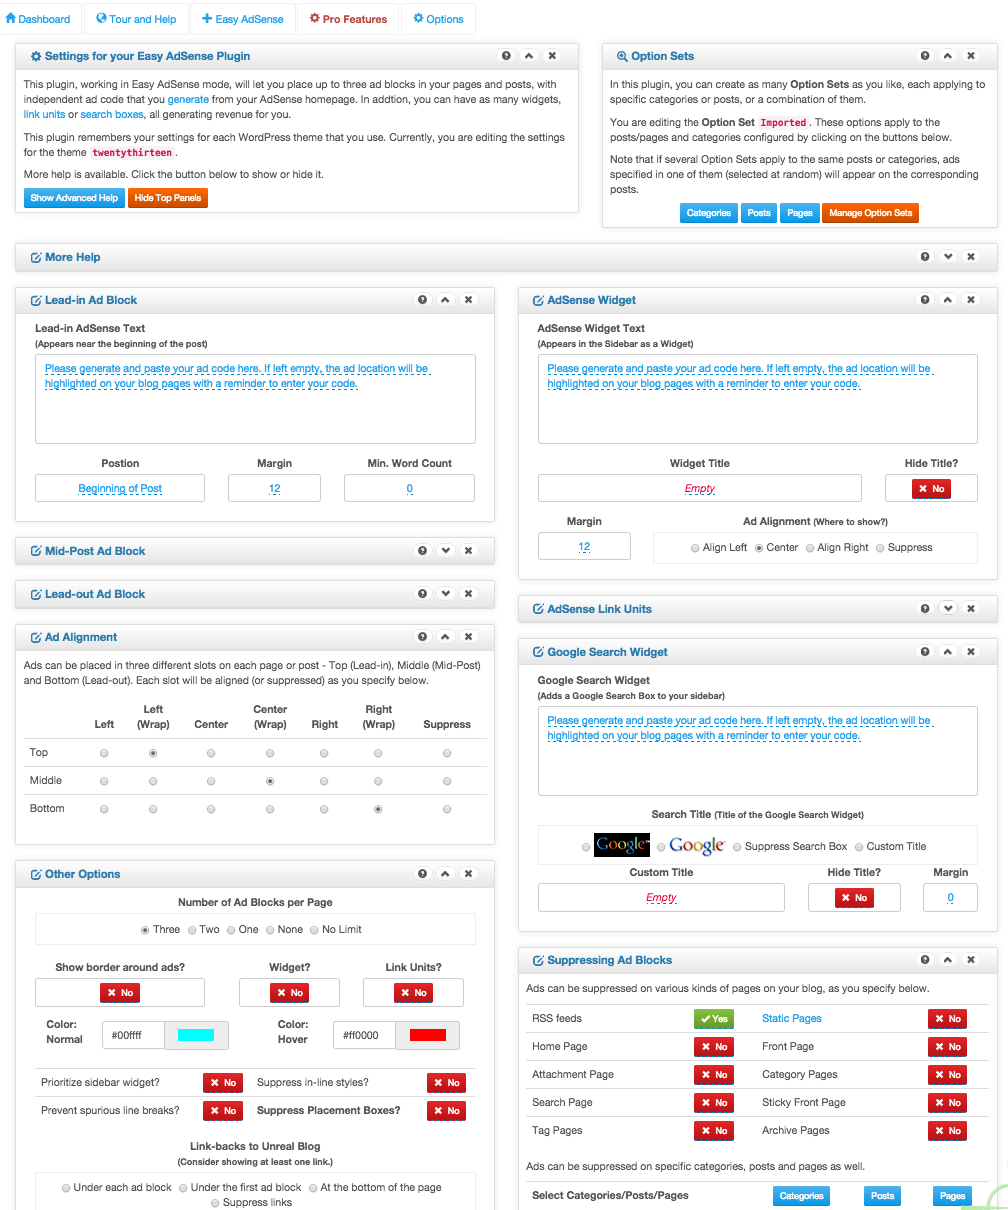 Dashboard
Tour and Help
Easy AdSense
Pro Features
Options
Settings for your Easy AdSense Plugin
This plugin, working in Easy AdSense mode, will let you place up to three ad blocks in your pages and posts, with
independent ad code that you generate from your AdSense homepage. In addtion, you can have as many widgets,
link units or search boxes, all generating revenue for you.
This plugin remembers your settings for each WordPress theme that you use. Currently, you are editing the settings
for the theme twentythirteen.
More help is available. Click the button below to show or hide it.
Show Advanced Help
Hide Top Panels
Option Sets
In this plugin, you can create as many Option Sets as you like, each applying to
specific categories or posts, or a combination of them.
You are editing the Option Set Imported. These options apply to the
posts/pages and categories configured by clicking on the buttons below.
Note that if several Option Sets apply to the same posts or categories, ads
specified in one of them (selected at random) will appear on the corresponding
posts.
Categories
Posts
Pages
Manage Option Sets
More Help
Lead-in Ad Block
Lead-in AdSense Text
(Appears near the beginning of the post)
Please generate and paste your ad code here. If left empty, the ad location will be
highlighted on your blog pages with a reminder to enter your code.
Postion
Margin
Min. Word Count
Beginning of Post
12
0
Mid-Post Ad Block
Lead-out Ad Block
Ad Alignment
Ads can be placed in three different slots on each page or post - Top (Lead-in), Middle (Mid-Post)
and Bottom (Lead-out). Each slot will be aligned (or suppressed) as you specify below.
Left
Left
(Wrap)
Center
Center
(Wrap)
Right
Right
(Wrap)
Suppress
Top
Middle
Bottom
Other Options
Number of Ad Blocks per Page
Three Two One None No Limit
Show border around ads?
Widget?
Link Units?
No
No
No
Color:
Normal
#00ffff
Color:
Hover
#ff0000
Prioritize sidebar widget? No
Suppress in-line styles? No
Prevent spurious line breaks? No
Suppress Placement Boxes? No
Link-backs to Unreal Blog
(Consider showing at least one link.)
Under each ad block Under the first ad block At the bottom of the page
Suppress links
AdSense Widget
AdSense Widget Text
(Appears in the Sidebar as a Widget)
Please generate and paste your ad code here. If left empty, the ad location will be
highlighted on your blog pages with a reminder to enter your code.
Widget Title
Hide Title?
Empty
No
Margin
Ad Alignment (Where to show?)
12
Align Left Center Align Right Suppress
AdSense Link Units
Google Search Widget
Google Search Widget
(Adds a Google Search Box to your sidebar)
Please generate and paste your ad code here. If left empty, the ad location will be
highlighted on your blog pages with a reminder to enter your code.
Search Title (Title of the Google Search Widget)
Google Google Suppress Search Box Custom Title
Custom Title
Hide Title?
Margin
Empty
No
0
Suppressing Ad Blocks
Ads can be suppressed on various kinds of pages on your blog, as you specify below.
RSS feeds Yes
Static Pages No
Home Page No
Front Page No
Attachment Page No
Category Pages No
Search Page No
Sticky Front Page No
Tag Pages No
Archive Pages No
Ads can be suppressed on specific categories, posts and pages as well.
Select Categories/Posts/Pages
Categories
Posts
Pages